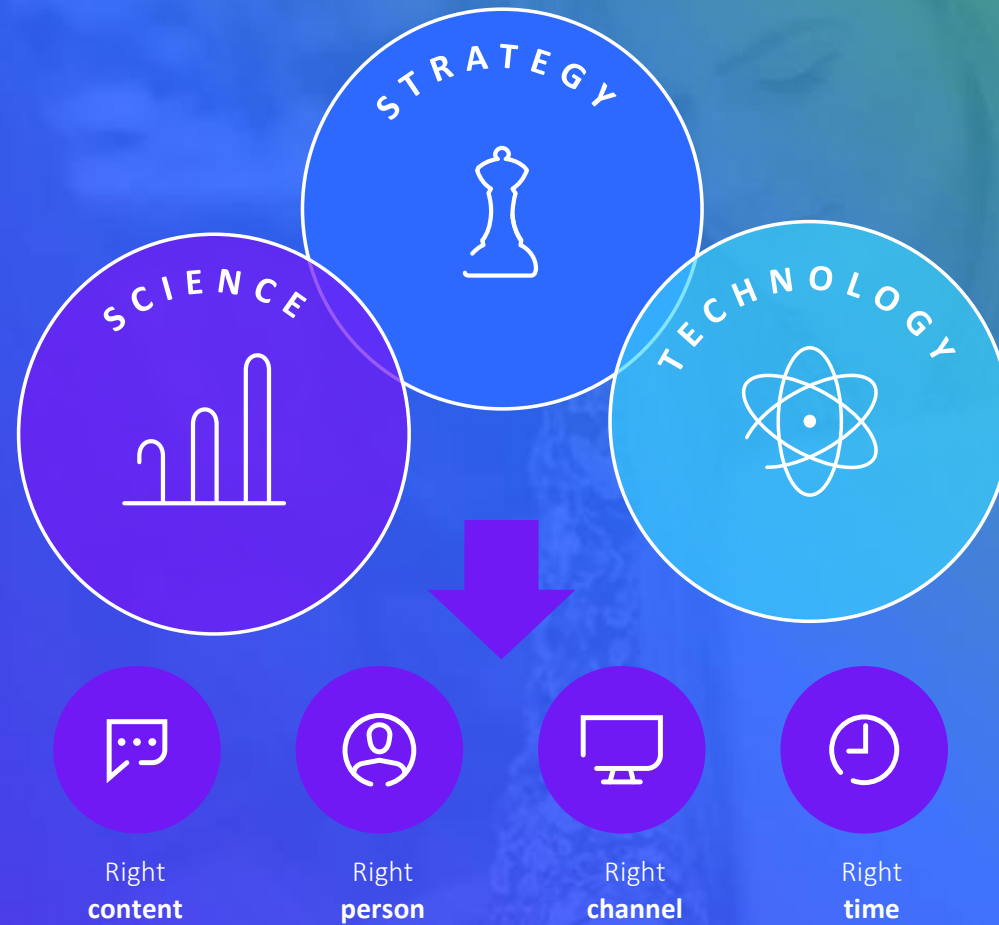 STRATEGY
SCIENCE
TECHNOLOGY
Right
content
Right
person
Right
channel
Right
time